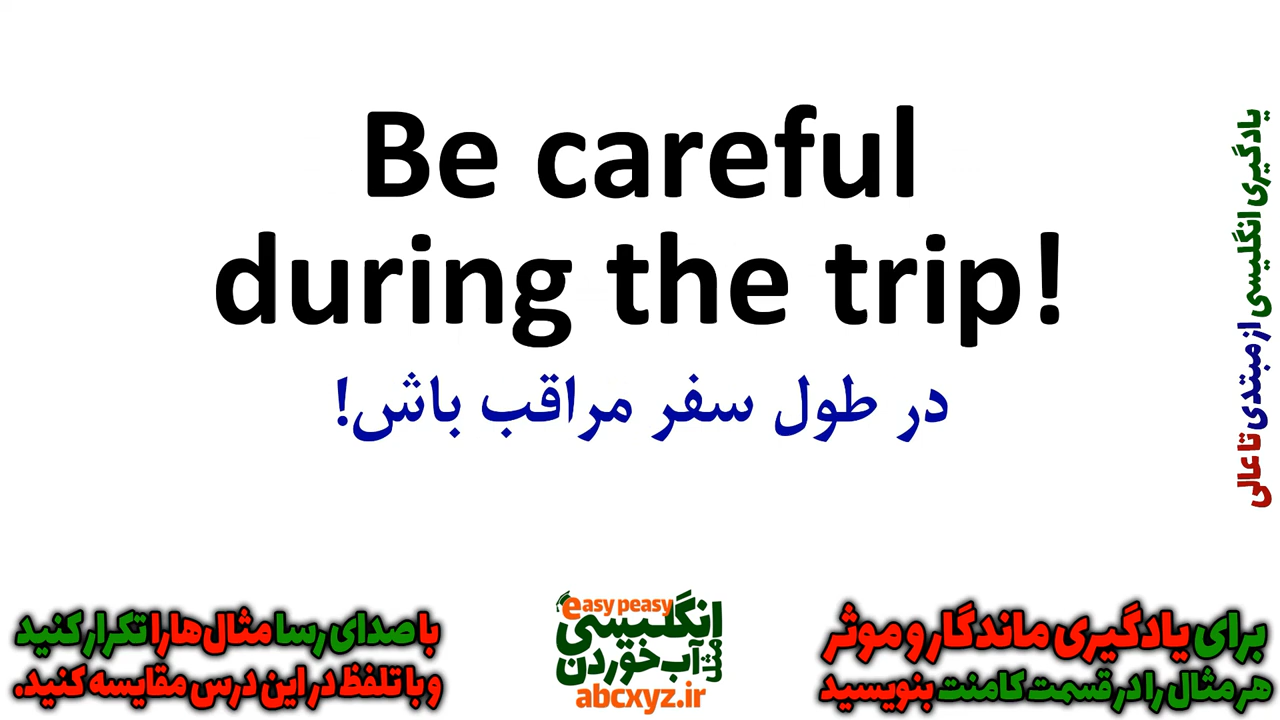 Be careful
during the trip!
در طول سفر مراقب باش!
یادگیری انگلیسی از مبتدی تا عالی
با صدای رسا مثال‌ها را تکرار کنید
و با تلفظ در این درس مقایسه کنید.
easy peasy
انگلیسی
مثل
آب خوردن
abcxyz.ir
برای یادگیری ماندگار و موثر
هر مثال را در قسمت کامنت بنویسید